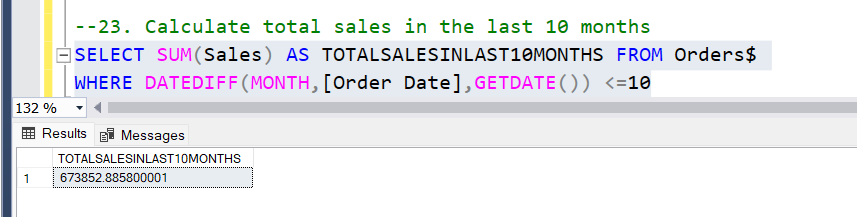 --23. Calculate total sales in the last 10 months
SELECT SUM(Sales) AS TOTALSALESINLAST10MONTHS FROM Orders$
WHERE DATEDIFF(MONTH,[Order Date],GETDATE()) <=10
132 %
Results Messages
TOTALSALESINLAST10MONTHS
1 673852.885800001